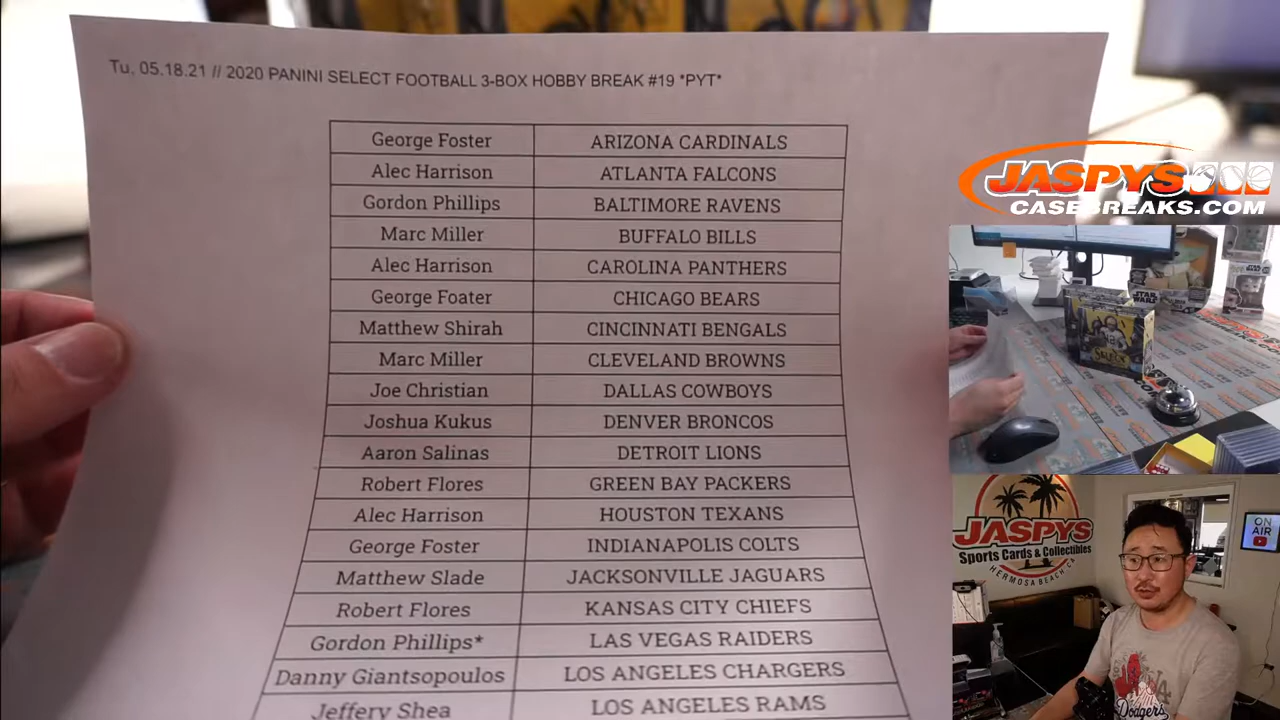 Tu, 05.18.21 // 2020 PANINI SELECT FOOTBALL 3-BOX HOBBY BREAK #19 *PYT*
George Foster ARIZONA CARDINALS
Alec Harrison ATLANTA FALCONS
Gordon Phillips BALTIMORE RAVENS
Marc Miller BUFFALO BILLS
Alec Harrison CAROLINA PANTHERS
George Foater CHICAGO BEARS
Matthew Shirah CINCINNATI BENGALS
Marc Miller CLEVELAND BROWNS
Joe Christian DALLAS COWBOYS
Joshua Kukus DENVER BRONCOS
Aaron Salinas DETROIT LIONS
Robert Flores GREEN BAY PACKERS
Alec Harrison HOUSTON TEXANS
George Foster INDIANAPOLIS COLTS
Matthew Slade JACKSONVILLE JAGUARS
Robert Flores KANSAS CITY CHIEFS
Gordon Phillips* LAS VEGAS RAIDERS
Danny Giantsopoulos LOS ANGELES CHARGERS
Jeffery Shea LOS ANGELES RAMS
JASPYS
CASEBREAKS.COM
STAR WARS
SELECT
JASPYS
Sports Cards & Collectibles
HERMOSA BEACH CA
ON AIR
Dodgers